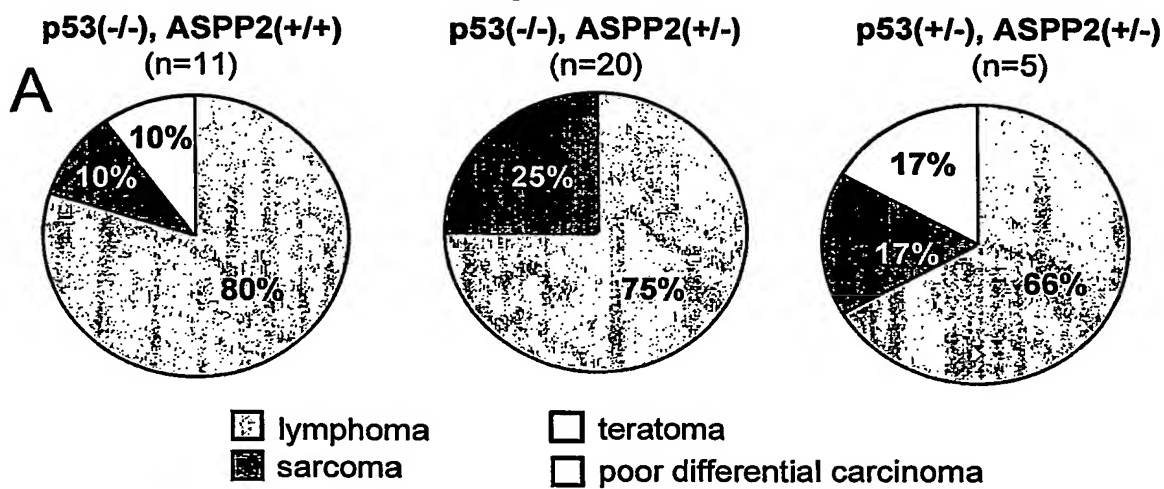 p53(-/-), ASPP2(+/+)
(n=11)
p53(-/-), ASPP2(+/-)
(n=20)
p53(+/-), ASPP2(+/-)
(n=5)
A
10%
10%
80%
25%
75%
17%
17%
66%
lymphoma
sarcoma
teratoma
poor differential carcinoma